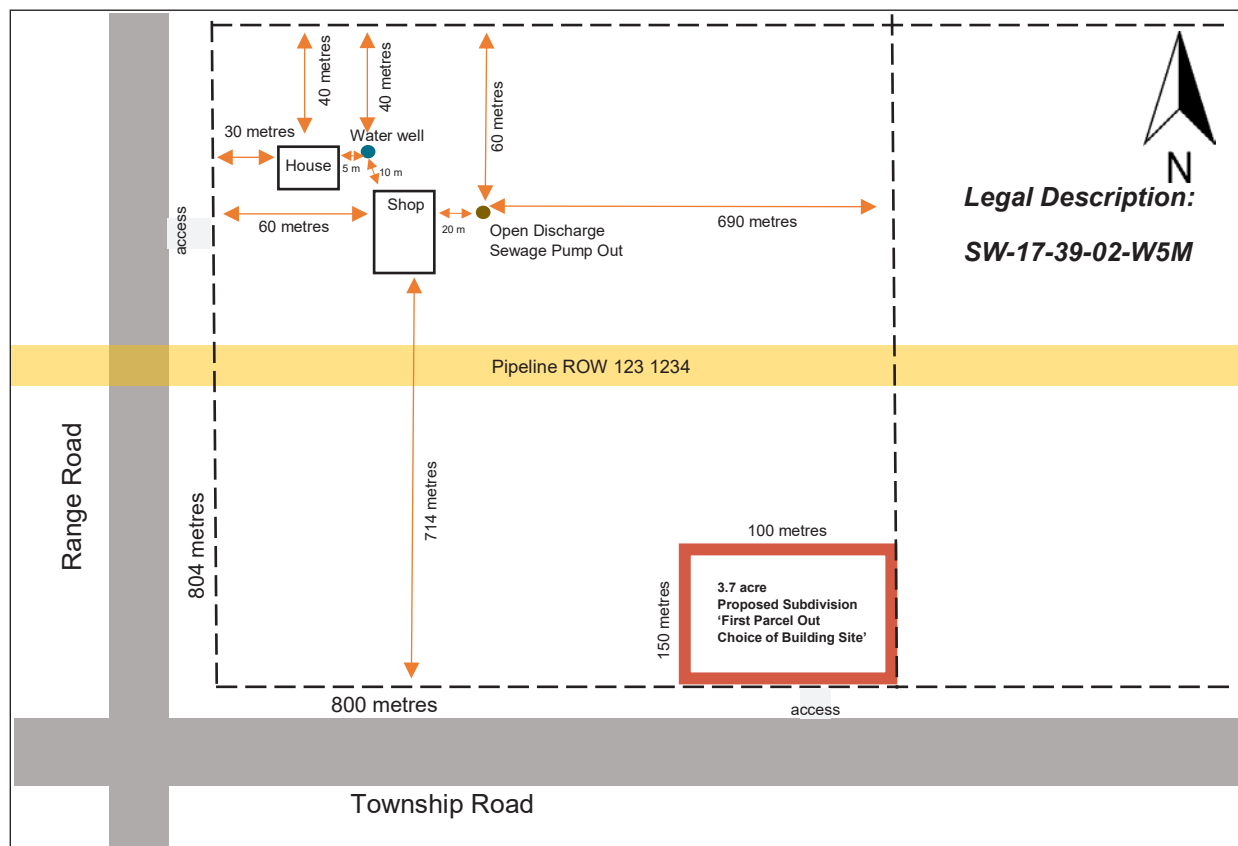 40 metres
40 metres
60 metres
30 metres
Water well
House
5 m
10 m
N
Shop
Legal Description:
access
60 metres
20 m
690 metres
Open Discharge
Sewage Pump Out
SW-17-39-02-W5M
Pipeline ROW 123 1234
Range Road
804 metres
714 metres
100 metres
150 metres
3.7 acre
Proposed Subdivision
‘First Parcel Out
Choice of Building Site’
800 metres
access
Township Road